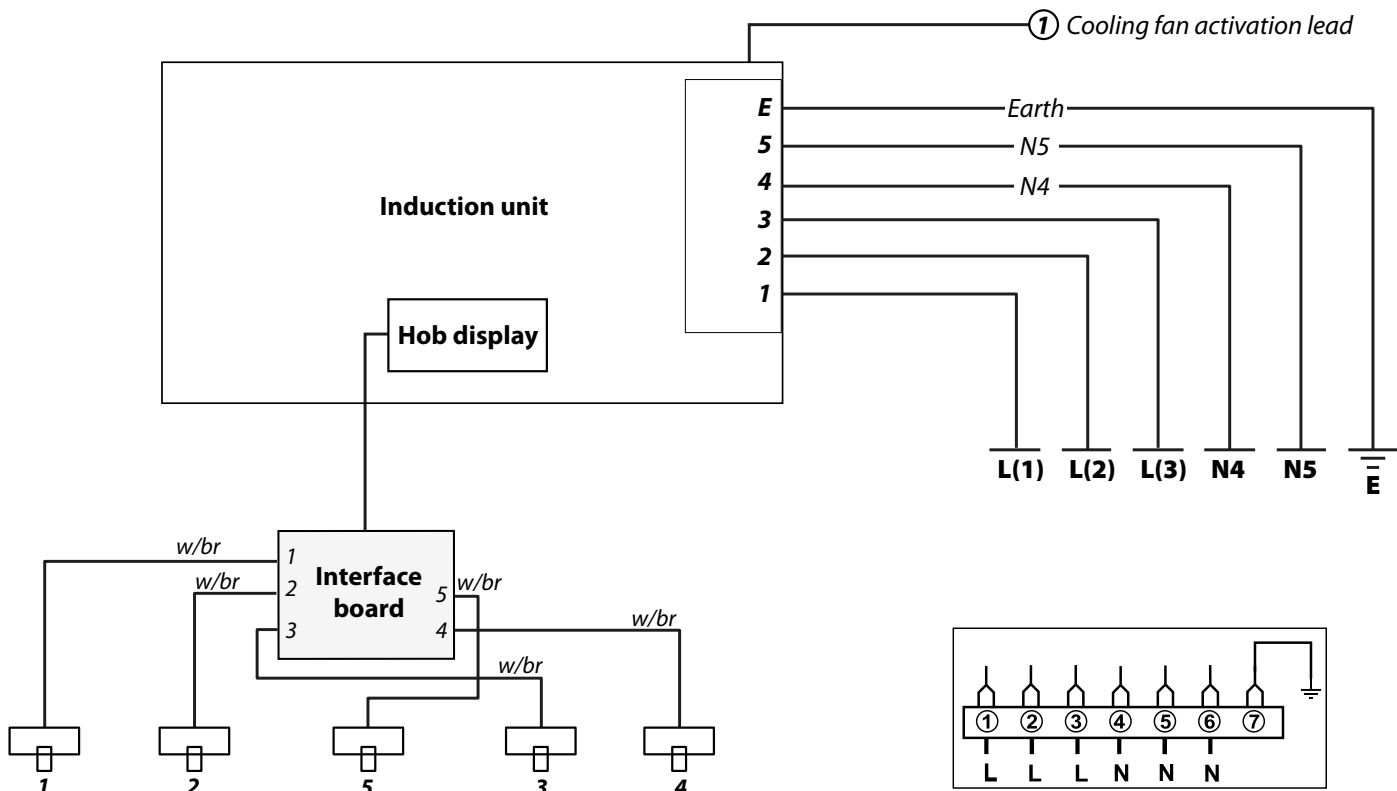 ① Cooling fan activation lead
E
Earth
5
N5
4
N4
Induction unit
3
2
1
Hob display
L(1) L(2) L(3) N4 N5 E
w/br
1
w/br
2
Interface
board
5 w/br
3
4
w/br
w/br
① ② ③ ④ ⑤ ⑥ ⑦
L L L N N N
1 2 5 3 4